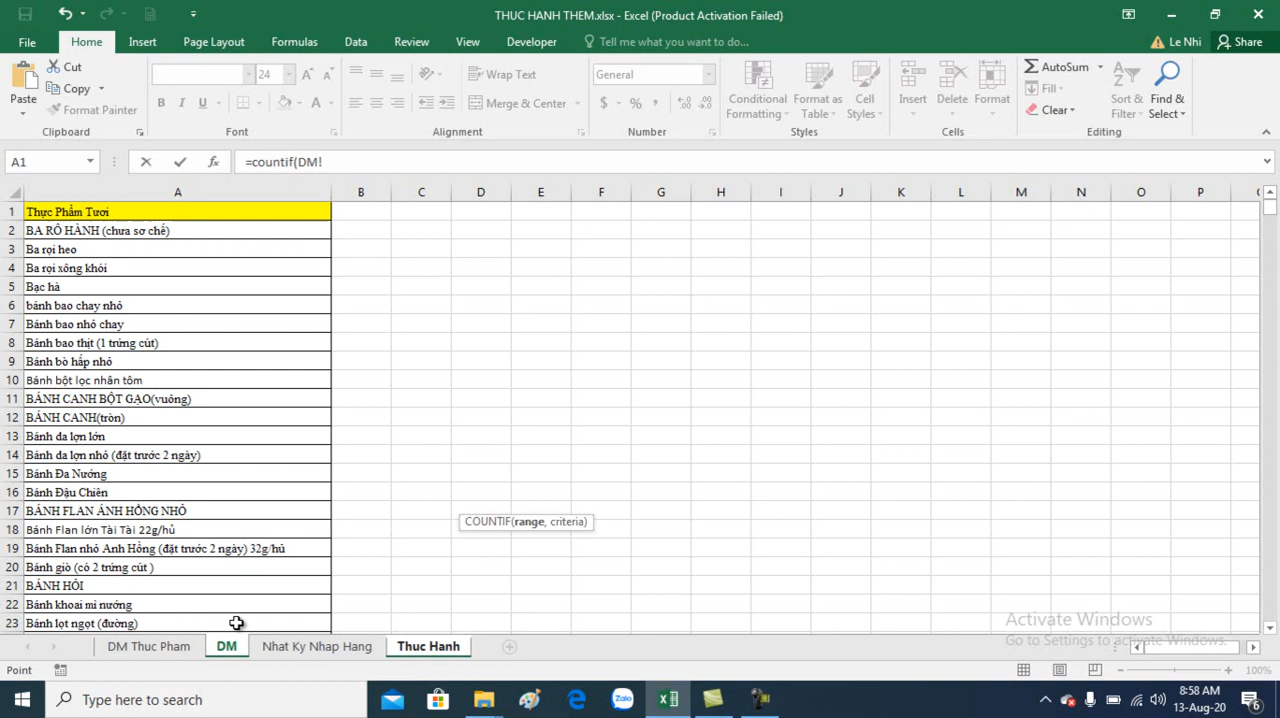 THUC HANH THEM.xlsx - Excel (Product Activation Failed)
File Home Insert Page Layout Formulas Data Review View Developer Tell me what you want to do... Le Nhi Share
Paste Cut Copy Format Painter Clipboard
24 Font
Wrap Text Merge & Center Alignment
General $ % , Number
Conditional Formatting Format as Table Cell Styles Styles
Insert Delete Format Cells
AutoSum Fill Clear Sort & Filter Find & Select Editing
A1 =countif(DM!
A B C D E F G H I J K L M N O P
1 Thực Phẩm Tươi
2 BA RÔ HÀNH (chưa sơ chế)
3 Ba rọi heo
4 Ba rọi xông khói
5 Bạc hà
6 bánh bao chay nhỏ
7 Bánh bao nhỏ chay
8 Bánh bao thịt (1 trứng cút)
9 Bánh bò hấp nhỏ
10 Bánh bột lọc nhân tôm
11 BÁNH CANH BỘT GẠO(vuông)
12 BÁNH CANH(tròn)
13 Bánh da lợn lớn
14 Bánh da lợn nhỏ (đặt trước 2 ngày)
15 Bánh Đa Nướng
16 Bánh Đậu Chiên
17 BÁNH FLAN ÁNH HỒNG NHỎ
18 Bánh Flan lớn Tài Tài 22g/hủ
19 Bánh Flan nhỏ Anh Hồng (đặt trước 2 ngày) 32g/hủ
20 Bánh giò (có 2 trứng cút )
21 BÁNH HỎI
22 Bánh khoai mì nướng
23 Bánh lọt ngọt (đường)
COUNTIF(range, criteria)
Activate Windows
Go to Settings to activate Windows.
DM Thuc Pham DM Nhat Ky Nhap Hang Thuc Hanh
Point 100%
Type here to search Zalo 8:58 AM
13-Aug-20 6